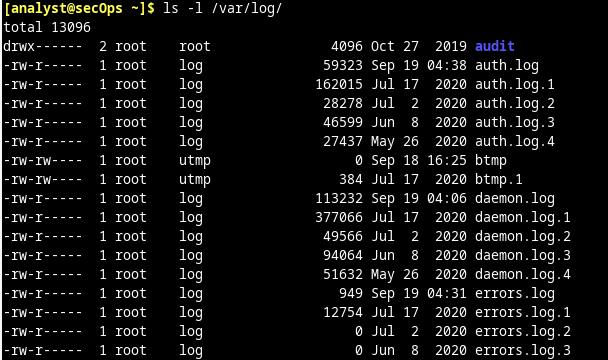 [analyst@secOps ~]$ ls -l /var/log/
total 13096
drwx------  2 root    root               4096 Oct 27  2019 audit
-rw-r-----  1 root    log               59323 Sep 19 04:38 auth.log
-rw-r-----  1 root    log              162015 Jul 17  2020 auth.log.1
-rw-r-----  1 root    log               28278 Jul  2  2020 auth.log.2
-rw-r-----  1 root    log               46599 Jun  8  2020 auth.log.3
-rw-r-----  1 root    log               27437 May 26  2020 auth.log.4
-rw-rw----  1 root    utmp                  0 Sep 18 16:25 btmp
-rw-rw----  1 root    utmp                384 Jul 17  2020 btmp.1
-rw-r-----  1 root    log              113232 Sep 19 04:06 daemon.log
-rw-r-----  1 root    log              377066 Jul 17  2020 daemon.log.1
-rw-r-----  1 root    log               49566 Jul  2  2020 daemon.log.2
-rw-r-----  1 root    log               94064 Jun  8  2020 daemon.log.3
-rw-r-----  1 root    log               51632 May 26  2020 daemon.log.4
-rw-r-----  1 root    log                 949 Sep 19 04:31 errors.log
-rw-r-----  1 root    log               12754 Jul 17  2020 errors.log.1
-rw-r-----  1 root    log                   0 Jul  2  2020 errors.log.2
-rw-r-----  1 root    log                   0 Jun  8  2020 errors.log.3